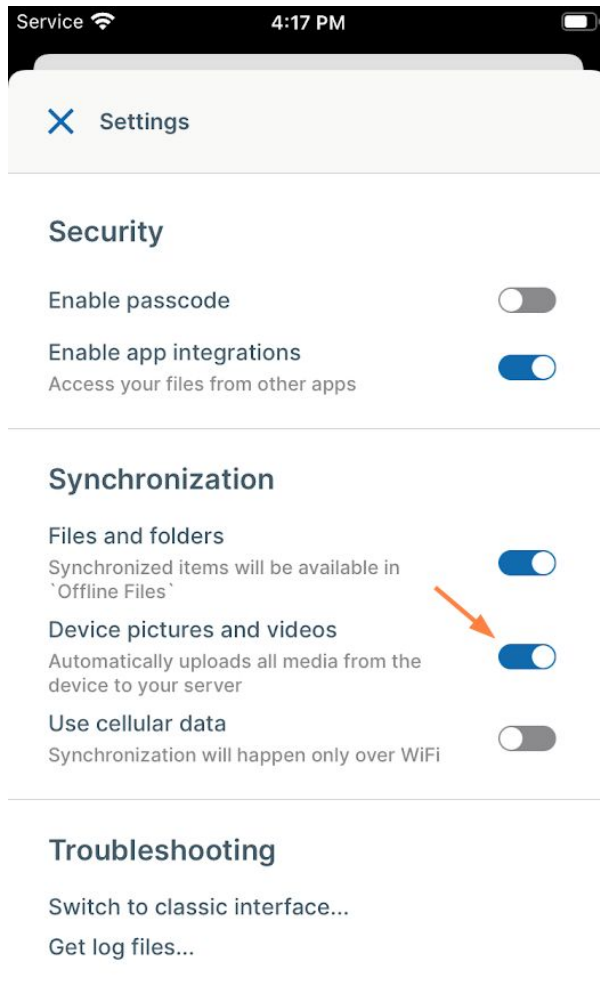 Service
4:17 PM
Settings
Security
Enable passcode
Enable app integrations
Access your files from other apps
Synchronization
Files and folders
Synchronized items will be available in
`Offline Files`
Device pictures and videos
Automatically uploads all media from the
device to your server
Use cellular data
Synchronization will happen only over WiFi
Troubleshooting
Switch to classic interface...
Get log files...